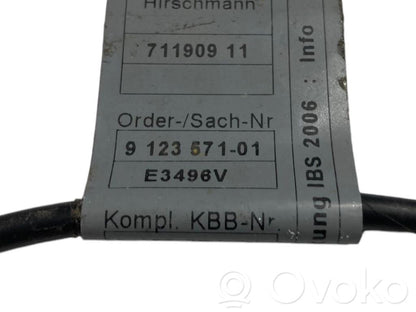 Hirschmann
711909 11
Order-/Sach-Nr
9 123 571-01
E3496V
Kompl. KBB-Nr.
ung IBS 2006 : Info
©Ovoko